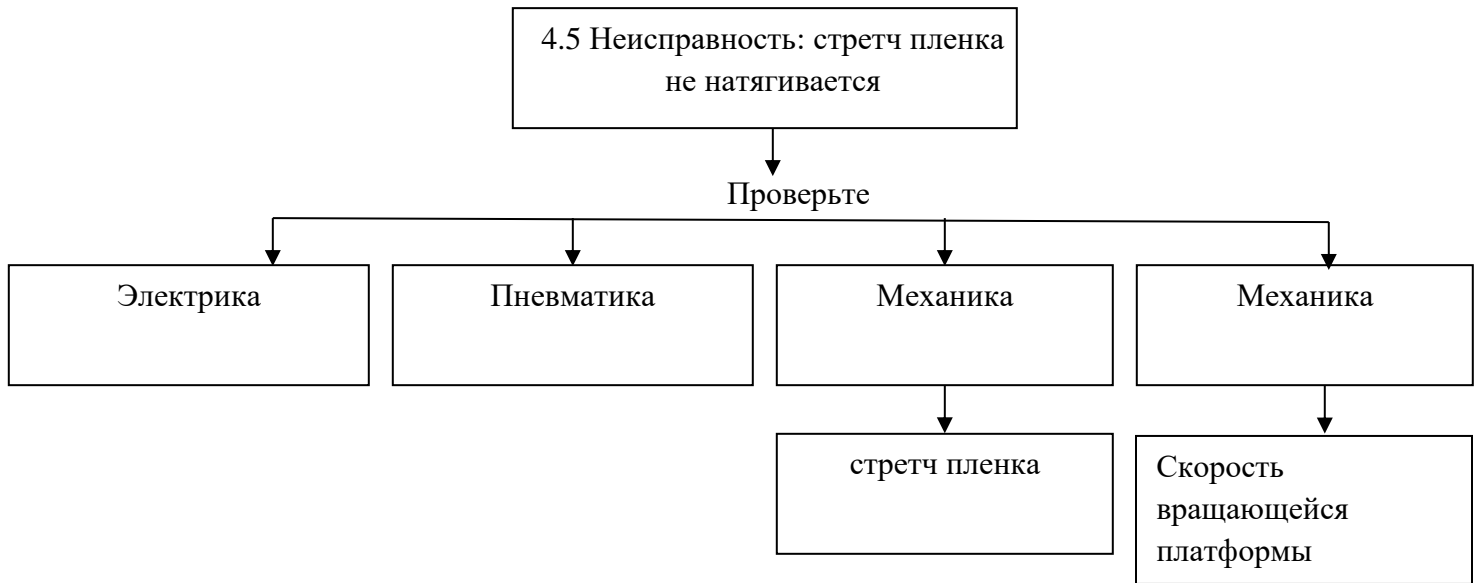 4.5 Неисправность: стретч пленка
не натягивается
Проверьте
Электрика
Пневматика
Механика
Механика
стретч пленка
Скорость
вращающейся
платформы